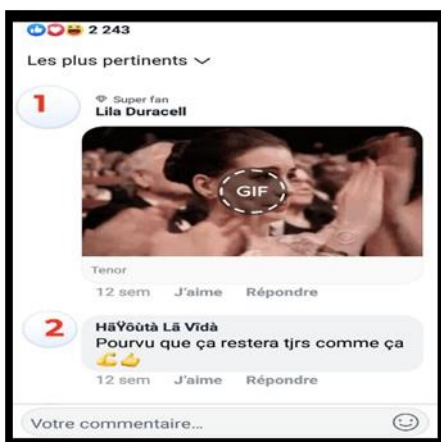 2 243
Les plus pertinents
1
Super fan
Lila Duracell
GIF
Tenor
12 sem J'aime Répondre
2
HãŸôùtà Lã Vîdà
Pourvu que ça restera tjrs comme ça
💪👍
12 sem J'aime Répondre
Votre commentaire...